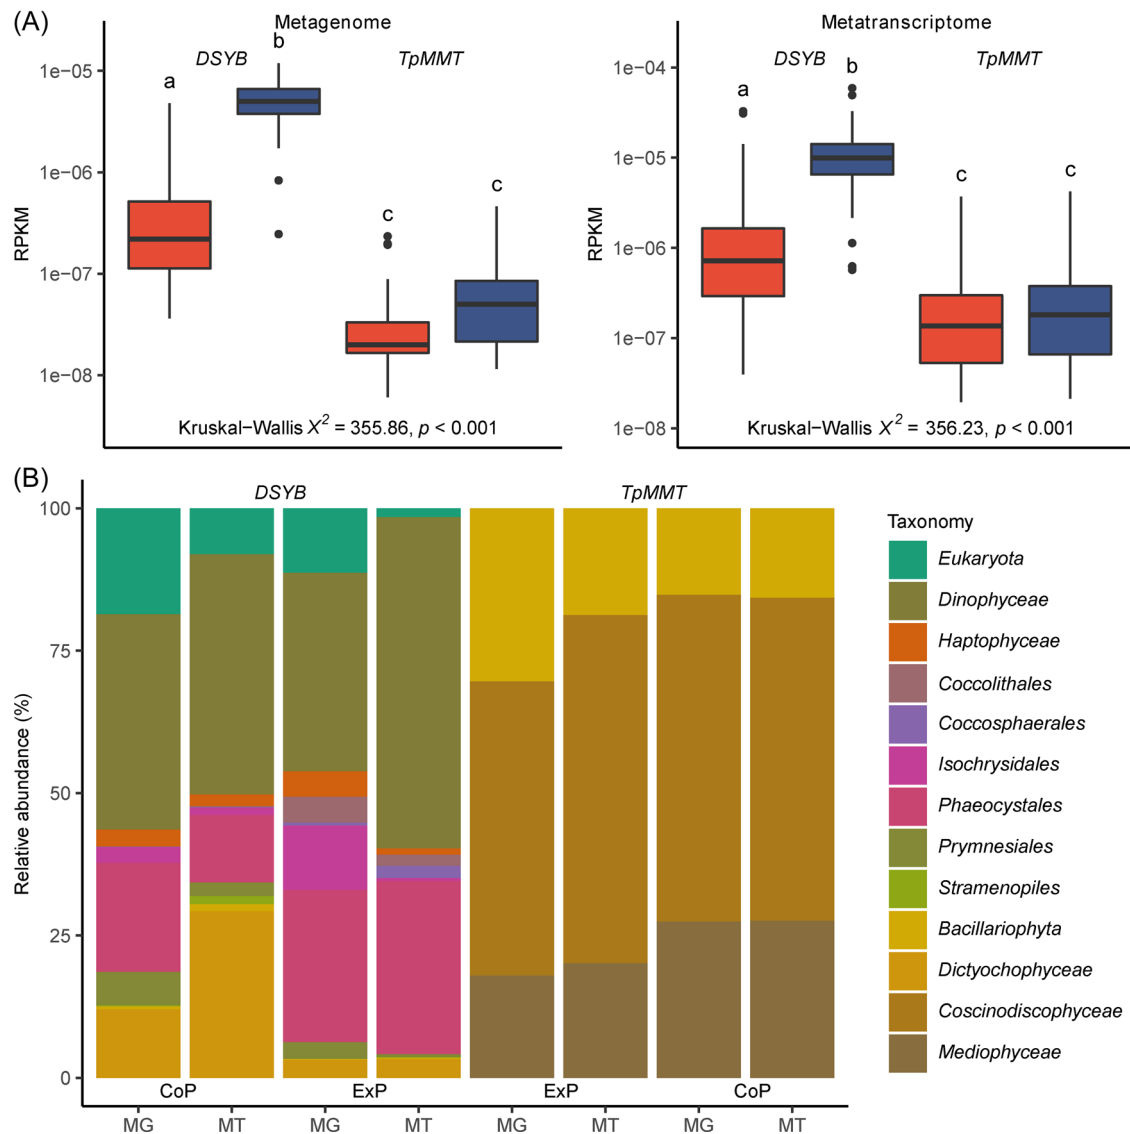 (A)
Metagenome
DSYB
TpMMT
a
b
c
c
1e−05
1e−06
1e−07
1e−08
RPKM
Kruskal−Wallis X² = 355.86, p < 0.001
Metatranscriptome
DSYB
TpMMT
a
b
c
c
1e−04
1e−05
1e−06
1e−07
1e−08
RPKM
Kruskal−Wallis X² = 356.23, p < 0.001
(B)
DSYB
TpMMT
100
75
50
25
0
Relative abundance (%)
CoP
ExP
ExP
CoP
MG
MT
MG
MT
MG
MT
MG
MT
Taxonomy
Eukaryota
Dinophyceae
Haptophyceae
Coccolithales
Coccosphaerales
Isochrysidales
Phaeocystales
Prymnesiales
Stramenopiles
Bacillariophyta
Dictyochophyceae
Coscinodiscophyceae
Mediophyceae